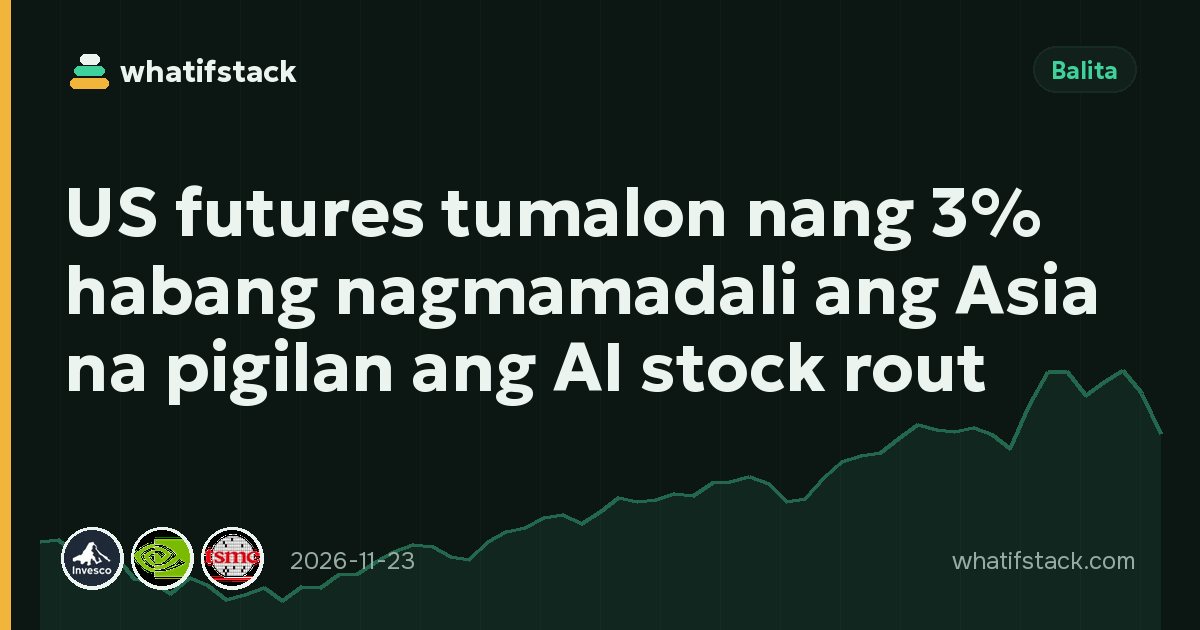 whatifstack
Balita
US futures tumalon nang 3%
habang nagmamadali ang Asia
na pigilan ang AI stock rout
Invesco
tsmc
2026-11-23
whatifstack.com